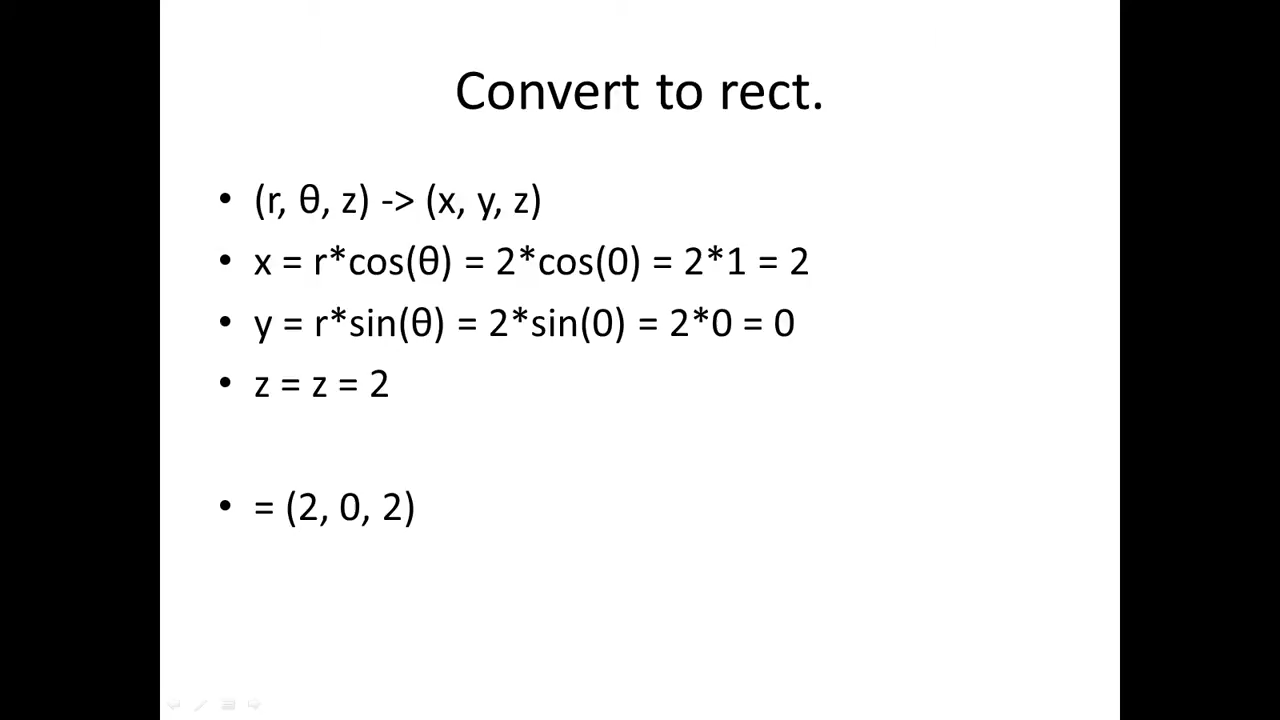 Convert to rect.
• (r, θ, z) -> (x, y, z)
• x = r*cos(θ) = 2*cos(0) = 2*1 = 2
• y = r*sin(θ) = 2*sin(0) = 2*0 = 0
• z = z = 2
• = (2, 0, 2)